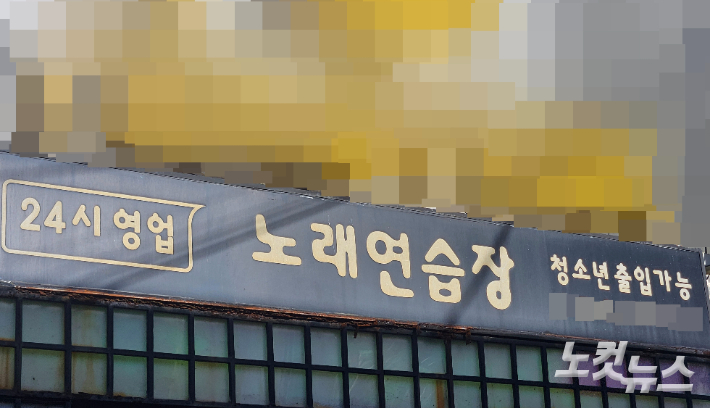 24시 영업
노래연습장
청소년출입가능
노컷뉴스